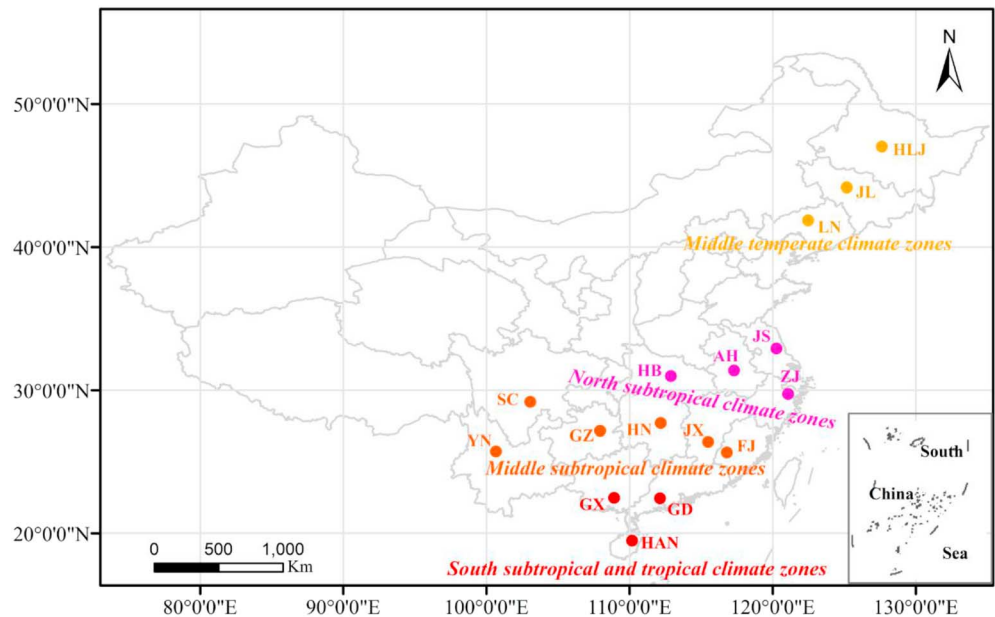 N
50°0'0"N
HLJ
JL
LN
40°0'0"N
Middle temperate climate zones
JS
AH
HB
ZJ
30°0'0"N
North subtropical climate zones
SC
GZ
HN
JX
YN
FJ
Middle subtropical climate zones
South
China
Sea
GX
GD
20°0'0"N
HAN
0 500 1,000
Km
South subtropical and tropical climate zones
80°0'0"E 90°0'0"E 100°0'0"E 110°0'0"E 120°0'0"E 130°0'0"E